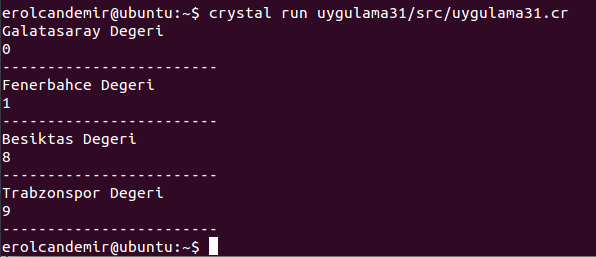 erolcandemir@ubuntu:~$ crystal run uygulama31/src/uygulama31.cr
Galatasaray Degeri
0
------------------------
Fenerbahce Degeri
1
------------------------
Besiktas Degeri
8
------------------------
Trabzonspor Degeri
9
------------------------
erolcandemir@ubuntu:~$